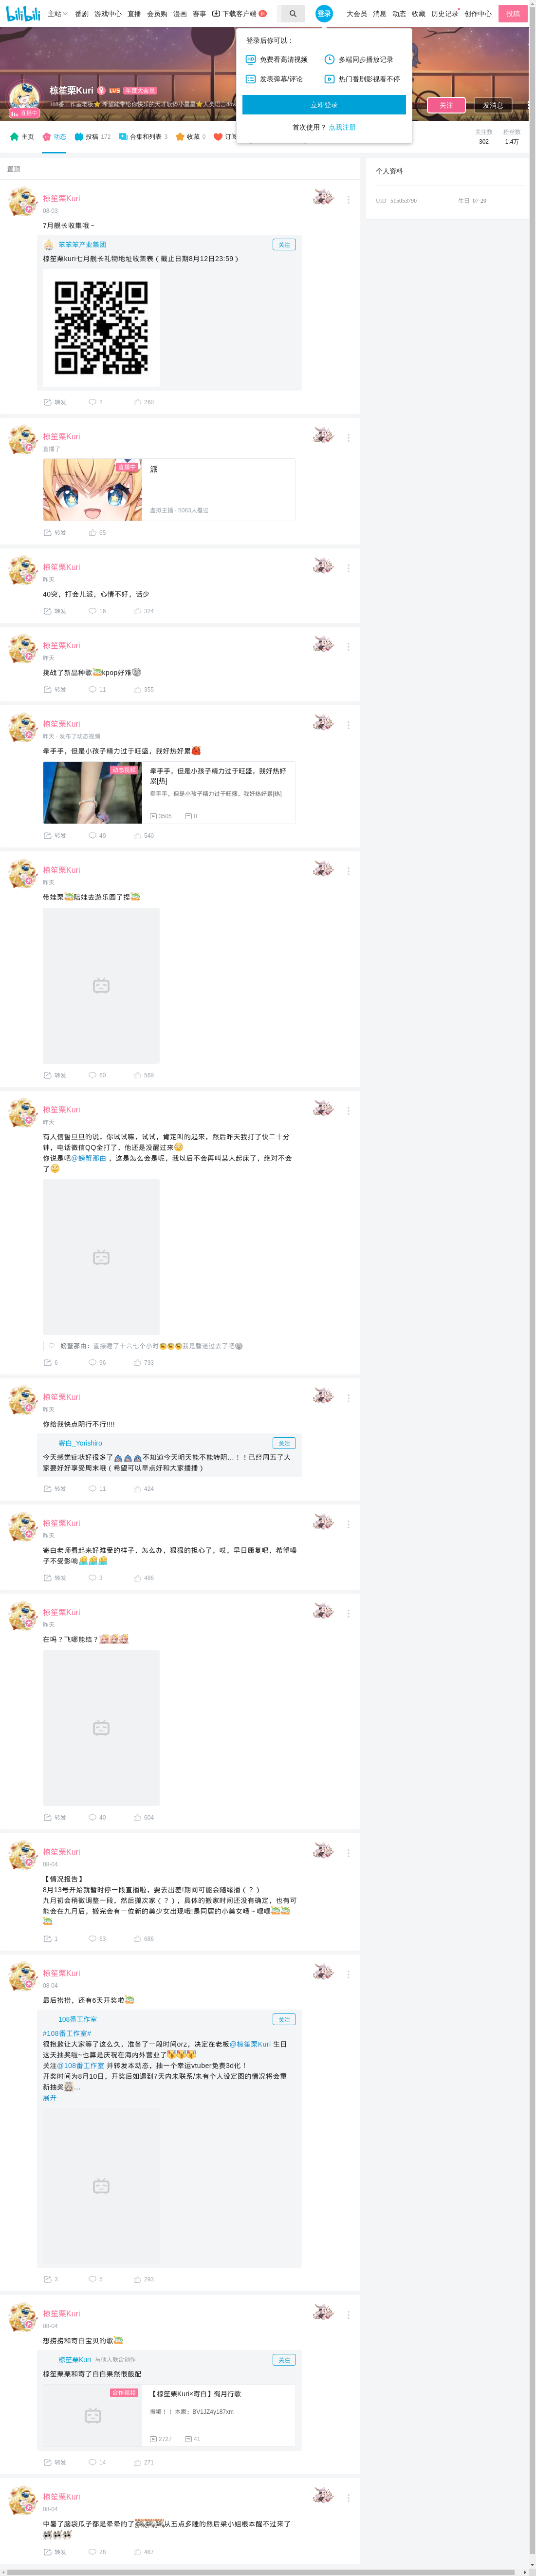 bilibili 主站 番剧 游戏中心 直播 会员购 漫画 赛事 下载客户端 登录 大会员 消息 动态 收藏 历史记录 创作中心 投稿
登录后你可以：
免费看高清视频 多端同步播放记录
发表弹幕/评论 热门番剧影视看不停
立即登录
首次使用？ 点我注册
椋笙栗Kuri LV5 年度大会员
直播中
关注 发消息
主页 动态 投稿 172 合集和列表 3 收藏 0 订阅
关注数 粉丝数
302 1.4万
个人资料
UID 515053790 生日 07-20
置顶
椋笙栗Kuri
08-03
7月舰长收集哦～
笨笨笨产业集团 关注
椋笙栗kuri七月舰长礼物地址收集表（截止日期8月12日23:59）
转发 2 260
椋笙栗Kuri
直播了
直播中
派
虚拟主播 · 5083人看过
转发 65
椋笙栗Kuri
昨天
40突，打会儿派，心情不好，话少
转发 16 324
椋笙栗Kuri
昨天
挑战了新品种歌kpop好难
转发 11 355
椋笙栗Kuri
昨天 · 发布了动态视频
牵手手，但是小孩子精力过于旺盛，我好热好累
动态视频
牵手手，但是小孩子精力过于旺盛，我好热好
累[热]
牵手手，但是小孩子精力过于旺盛，我好热好累[热]
3505 0
转发 49 540
椋笙栗Kuri
昨天
带娃栗陪娃去游乐园了捏
转发 60 569
椋笙栗Kuri
昨天
有人信誓旦旦的说，你试试嘛，试试，肯定叫的起来，然后昨天我打了快二十分
钟，电话微信QQ全打了，他还是没醒过来
你说是吧@螃蟹那由 ，这是怎么会是呢，我以后不会再叫某人起床了，绝对不会
了
螃蟹那由：直接睡了十六七个小时我是昏迷过去了吧
6 96 733
椋笙栗Kuri
昨天
你给我快点阴行不行!!!!
寄白_Yorishiro 关注
今天感觉症状好很多了不知道今天明天能不能转阴...！！已经周五了大
家要好好享受周末哦（希望可以早点好和大家播播）
转发 11 424
椋笙栗Kuri
昨天
寄白老师看起来好难受的样子，怎么办，狠狠的担心了，哎，早日康复吧，希望嗓
子不受影响
转发 3 486
椋笙栗Kuri
昨天
在吗？飞哪能结？
转发 40 604
椋笙栗Kuri
08-04
【情况报告】
8月13号开始就暂时停一段直播啦，要去出差!期间可能会随缘播（？）
九月初会稍微调整一段，然后搬次家（？），具体的搬家时间还没有确定，也有可
能会在九月后，搬完会有一位新的美少女出现哦!是同居的小美女哦～嘿嘿
1 83 686
椋笙栗Kuri
08-04
最后捞捞，还有6天开奖啦
108番工作室 关注
#108番工作室#
很抱歉让大家等了这么久，准备了一段时间orz，决定在老板@椋笙栗Kuri 生日
这天抽奖啦~也算是庆祝在海内外营业了
关注@108番工作室 并转发本动态，抽一个幸运vtuber免费3d化！
开奖时间为8月10日，开奖后如遇到7天内未联系/未有个人设定图的情况将会重
新抽奖...
展开
3 5 293
椋笙栗Kuri
08-04
想捞捞和寄白宝贝的歌
椋笙栗Kuri 与他人联合创作 关注
椋笙栗栗和寄了白白果然很般配
合作视频
【椋笙栗Kuri×寄白】蜀月行歌
撒糖！！ 本家：BV1JZ4y187xm
2727 41
转发 14 271
椋笙栗Kuri
08-04
中暑了脑袋瓜子都是晕晕的了从五点多睡的然后梁小姐根本醒不过来了
转发 28 487